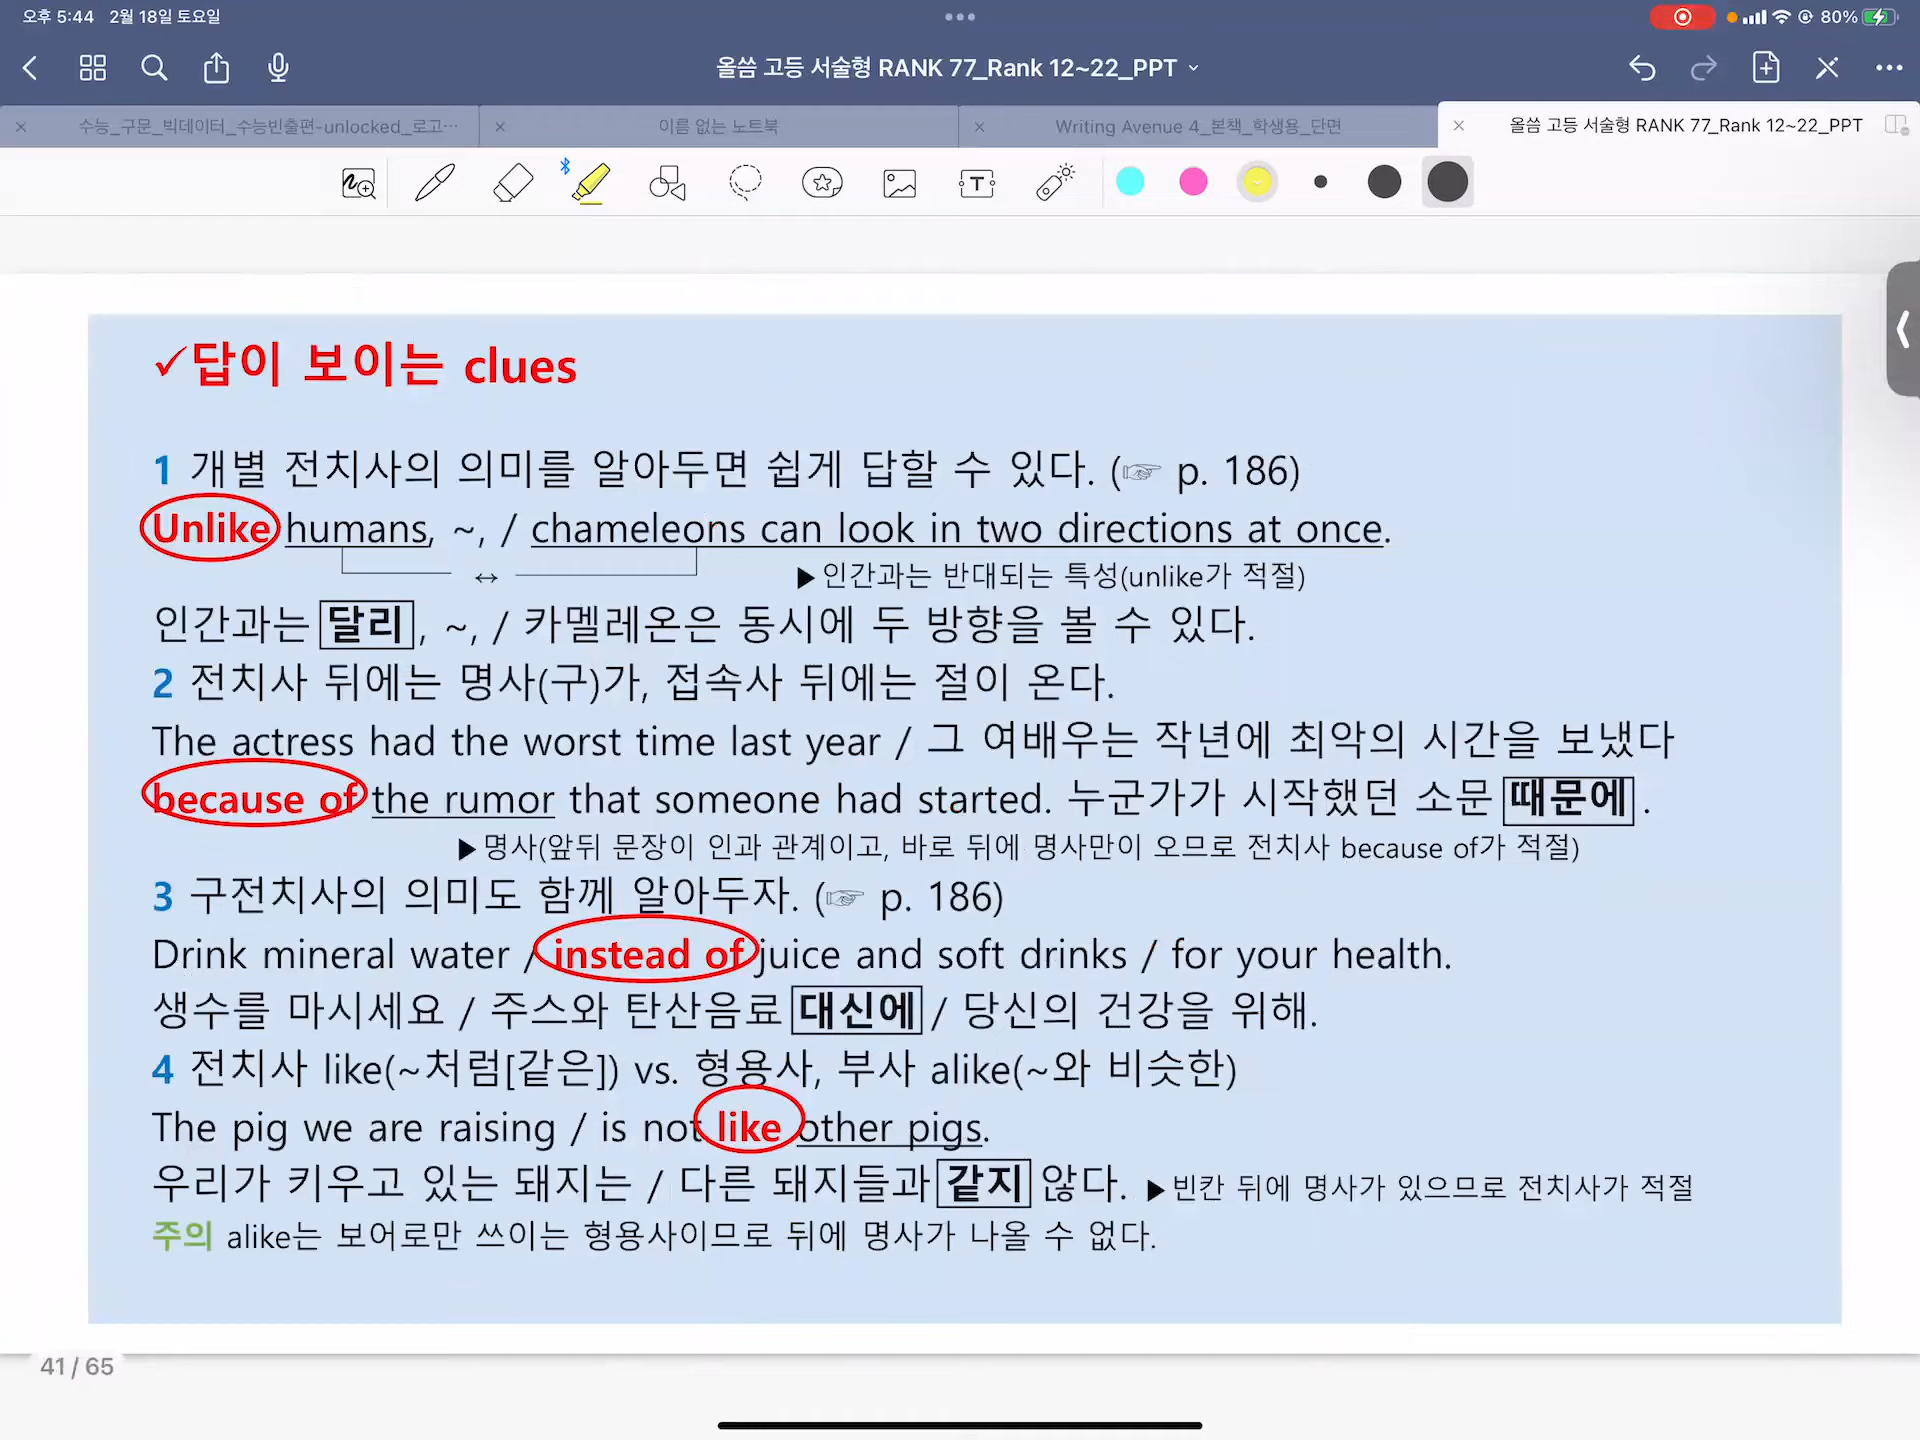 오후 5:44 2월 18일 토요일
80%
올씀 고등 서술형 RANK 77_Rank 12~22_PPT
수능_구문_빅데이터_수능빈출편-unlocked_로고…
이름 없는 노트북
Writing Avenue 4_본책_학생용_단면
올씀 고등 서술형 RANK 77_Rank 12~22_PPT
✓답이 보이는 clues
1 개별 전치사의 의미를 알아두면 쉽게 답할 수 있다. (☞ p. 186)
Unlike humans, ~, / chameleons can look in two directions at once.
↔ ▶인간과는 반대되는 특성(unlike가 적절)
인간과는 달리, ~, / 카멜레온은 동시에 두 방향을 볼 수 있다.
2 전치사 뒤에는 명사(구)가, 접속사 뒤에는 절이 온다.
The actress had the worst time last year / 그 여배우는 작년에 최악의 시간을 보냈다
because of the rumor that someone had started. 누군가가 시작했던 소문 때문에.
▶명사(앞뒤 문장이 인과 관계이고, 바로 뒤에 명사만이 오므로 전치사 because of가 적절)
3 구전치사의 의미도 함께 알아두자. (☞ p. 186)
Drink mineral water / instead of juice and soft drinks / for your health.
생수를 마시세요 / 주스와 탄산음료 대신에 / 당신의 건강을 위해.
4 전치사 like(~처럼[같은]) vs. 형용사, 부사 alike(~와 비슷한)
The pig we are raising / is not like other pigs.
우리가 키우고 있는 돼지는 / 다른 돼지들과 같지 않다. ▶빈칸 뒤에 명사가 있으므로 전치사가 적절
주의 alike는 보어로만 쓰이는 형용사이므로 뒤에 명사가 나올 수 없다.
41 / 65